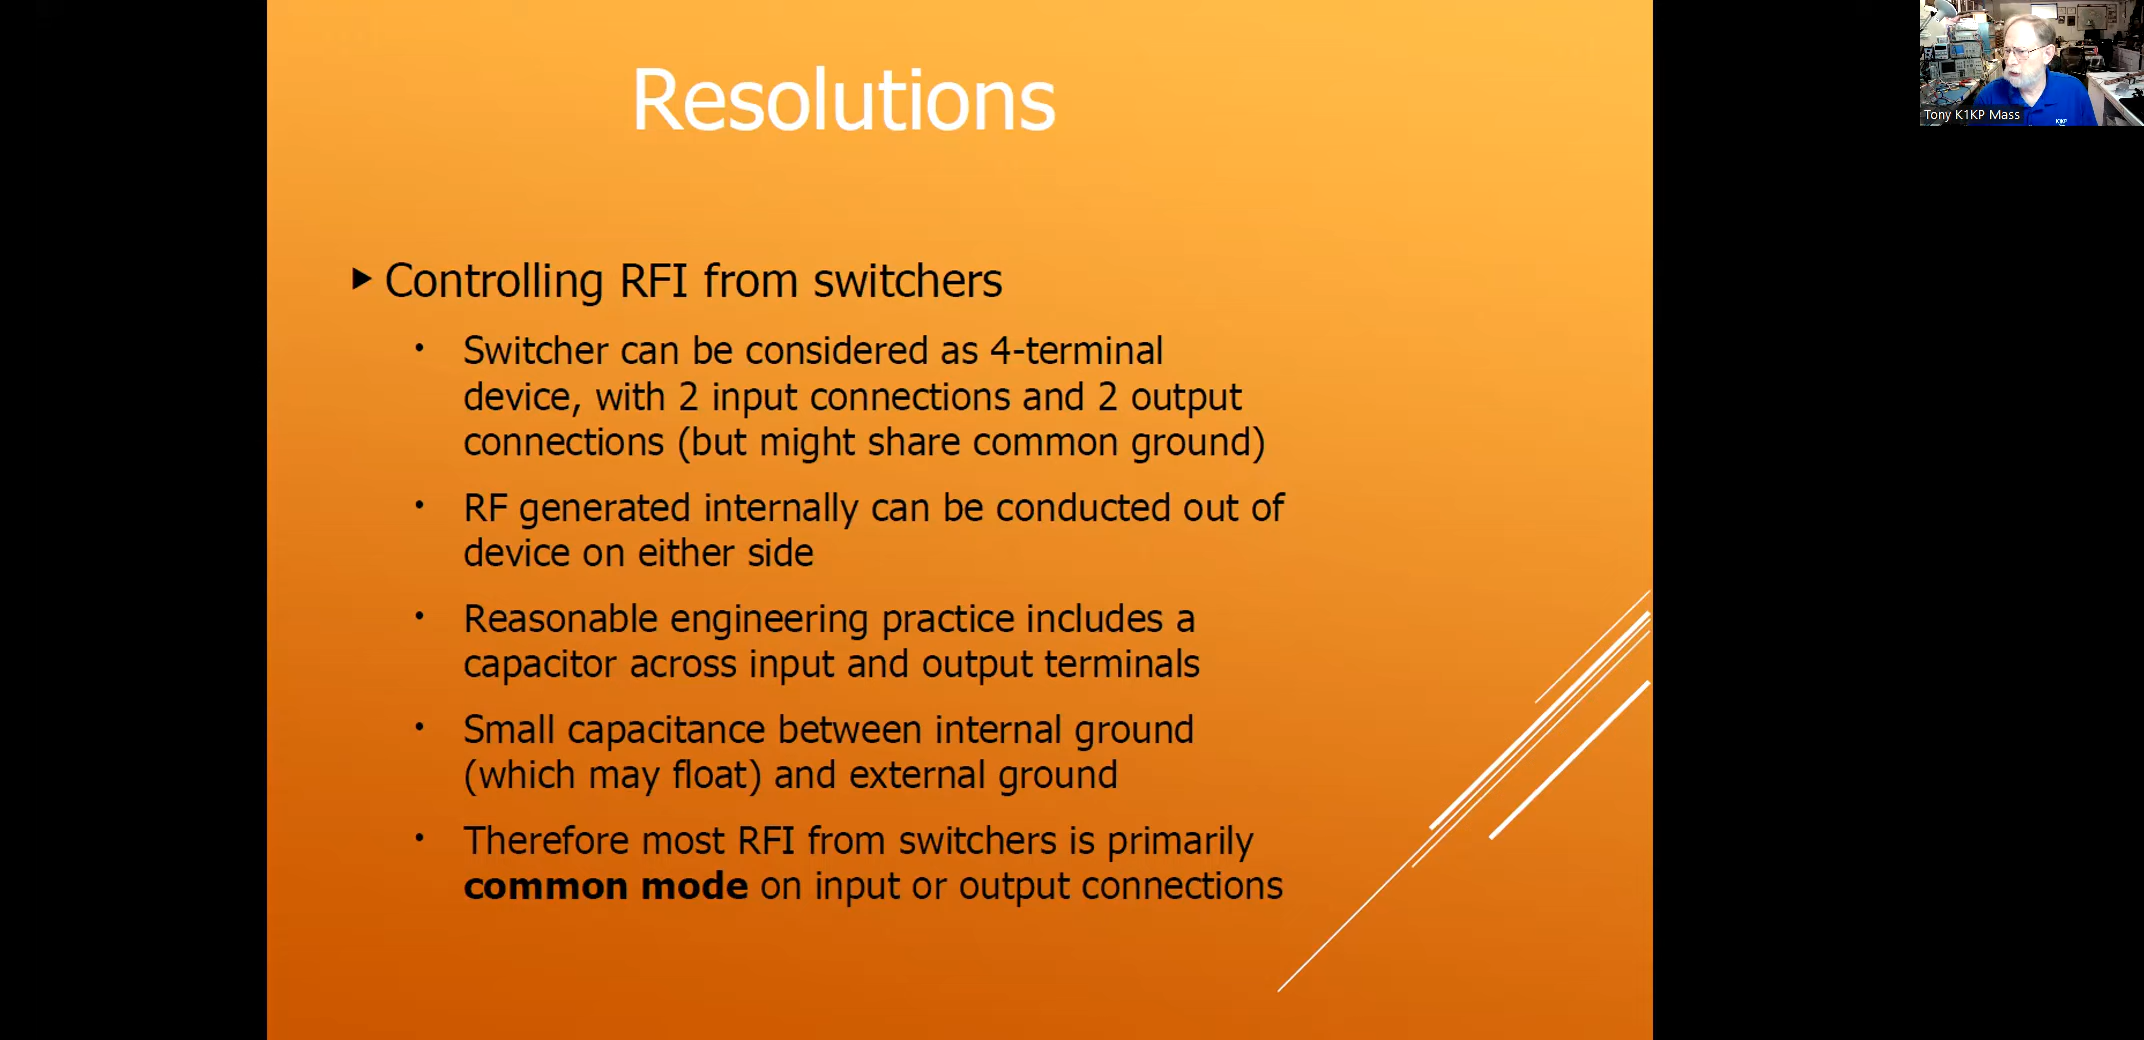 Resolutions
Controlling RFI from switchers
Switcher can be considered as 4-terminal
device, with 2 input connections and 2 output
connections (but might share common ground)
RF generated internally can be conducted out of
device on either side
Reasonable engineering practice includes a
capacitor across input and output terminals
Small capacitance between internal ground
(which may float) and external ground
Therefore most RFI from switchers is primarily
common mode on input or output connections
Tony K1KP Mass
K1KP